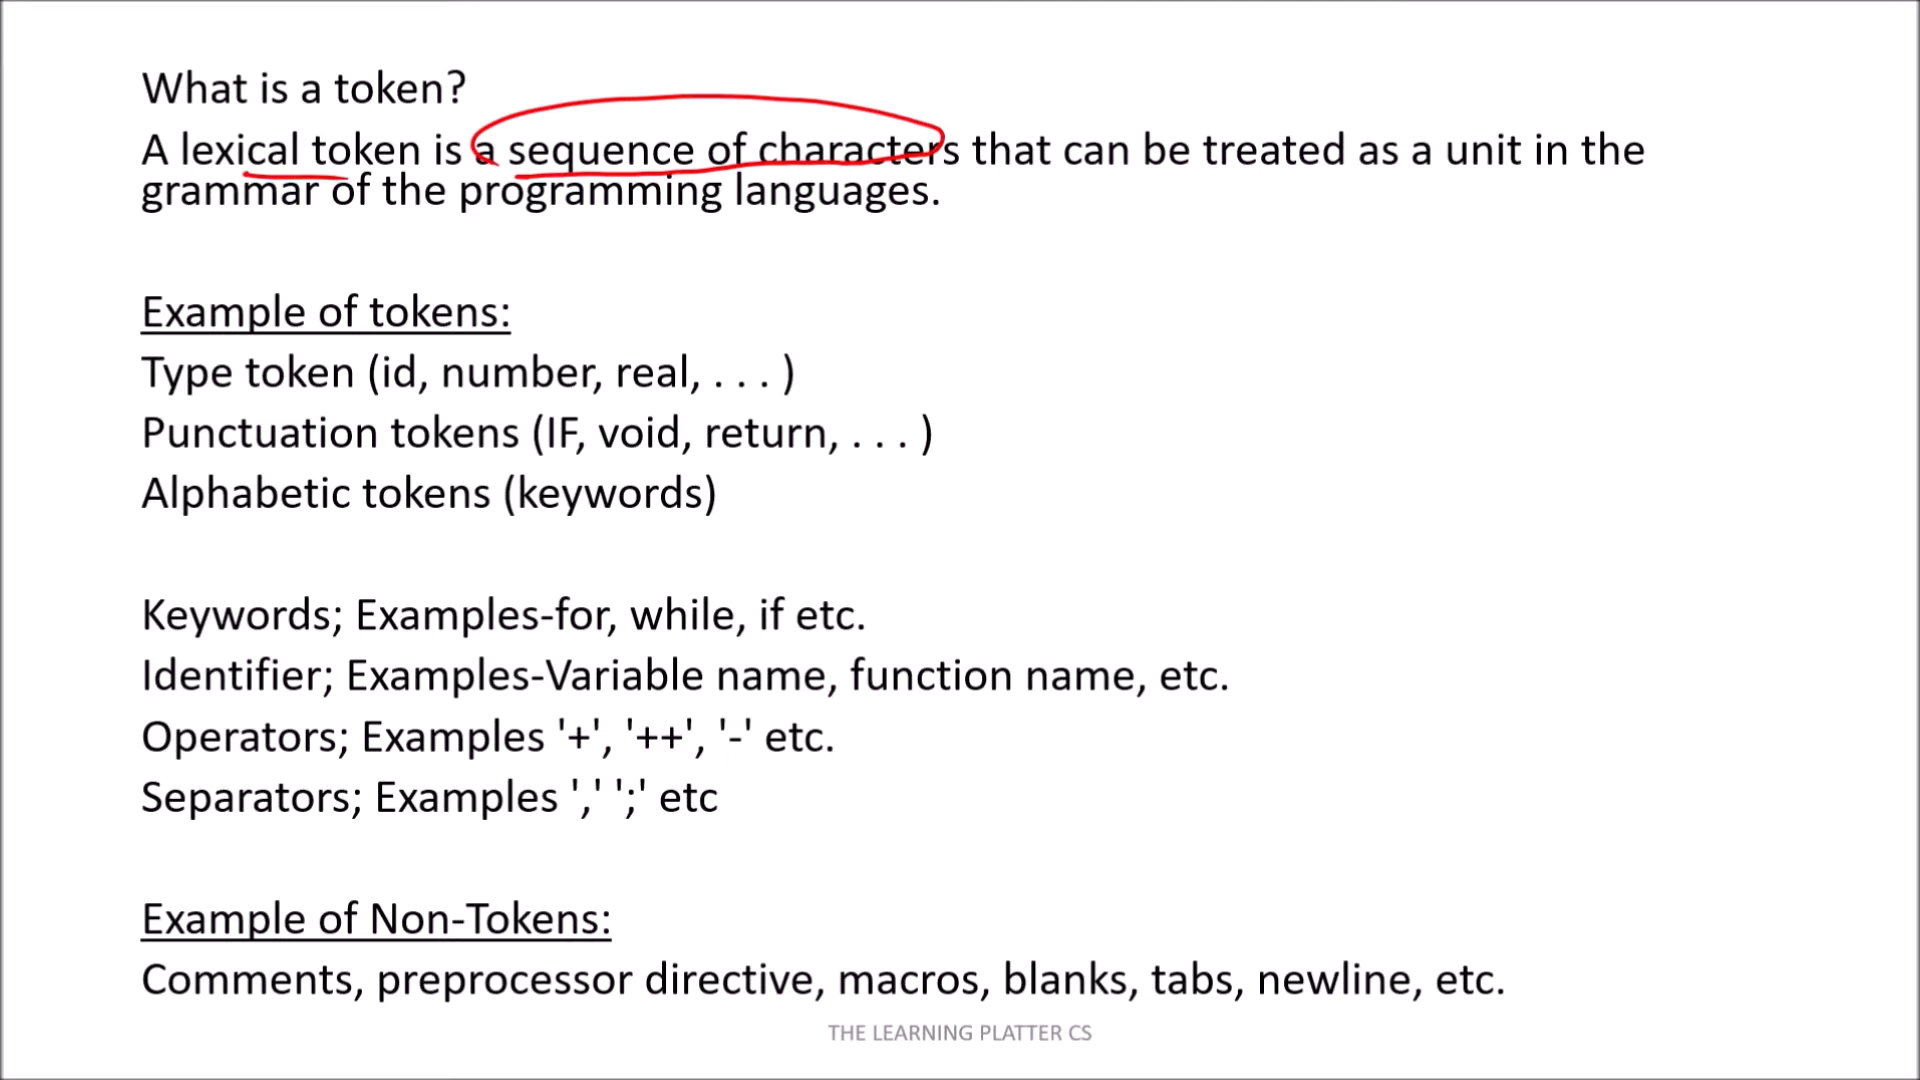 What is a token?
A lexical token is a sequence of characters that can be treated as a unit in the
grammar of the programming languages.
Example of tokens:
Type token (id, number, real, . . . )
Punctuation tokens (IF, void, return, . . . )
Alphabetic tokens (keywords)
Keywords; Examples-for, while, if etc.
Identifier; Examples-Variable name, function name, etc.
Operators; Examples '+', '++', '-' etc.
Separators; Examples ',' ';' etc
Example of Non-Tokens:
Comments, preprocessor directive, macros, blanks, tabs, newline, etc.
THE LEARNING PLATTER CS